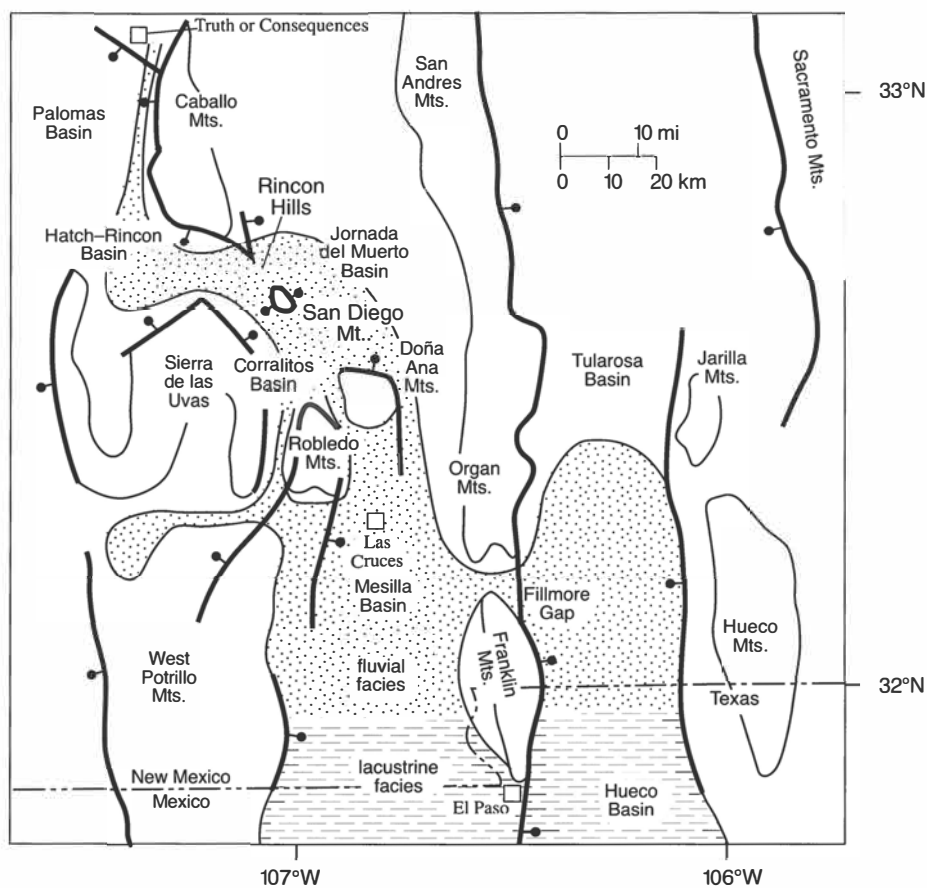 Truth or Consequences
San
Andres
Mts.
Sacramento Mts.
33°N
Palomas
Basin
Caballo
Mts.
0 10 mi
0 10 20 km
Rincon
Hills
Hatch–Rincon
Basin
Jornada
del Muerto
Basin
San Diego
Mt.
Sierra
de las
Uvas
Corralitos
Basin
Doña
Ana
Mts.
Tularosa
Basin
Jarilla
Mts.
Robledo
Mts.
Organ
Mts.
Las
Cruces
Mesilla
Basin
Fillmore
Gap
Hueco
Mts.
West
Potrillo
Mts.
fluvial
facies
Franklin
Mts.
32°N
Texas
New Mexico
Mexico
lacustrine
facies
El Paso
Hueco
Basin
107°W
106°W